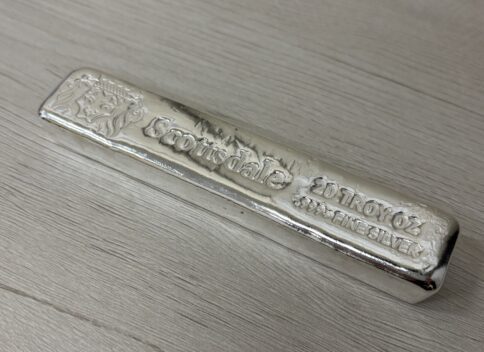 Scottsdale
20 TROY OZ
.999+ FINE SILVER